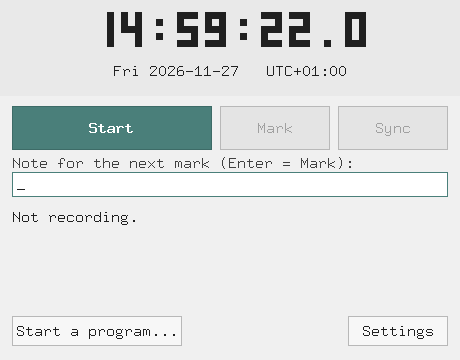 14:59:22.0
Fri 2026-11-27 UTC+01:00
Start Mark Sync
Note for the next mark (Enter = Mark):
_
Not recording.
Start a program... Settings